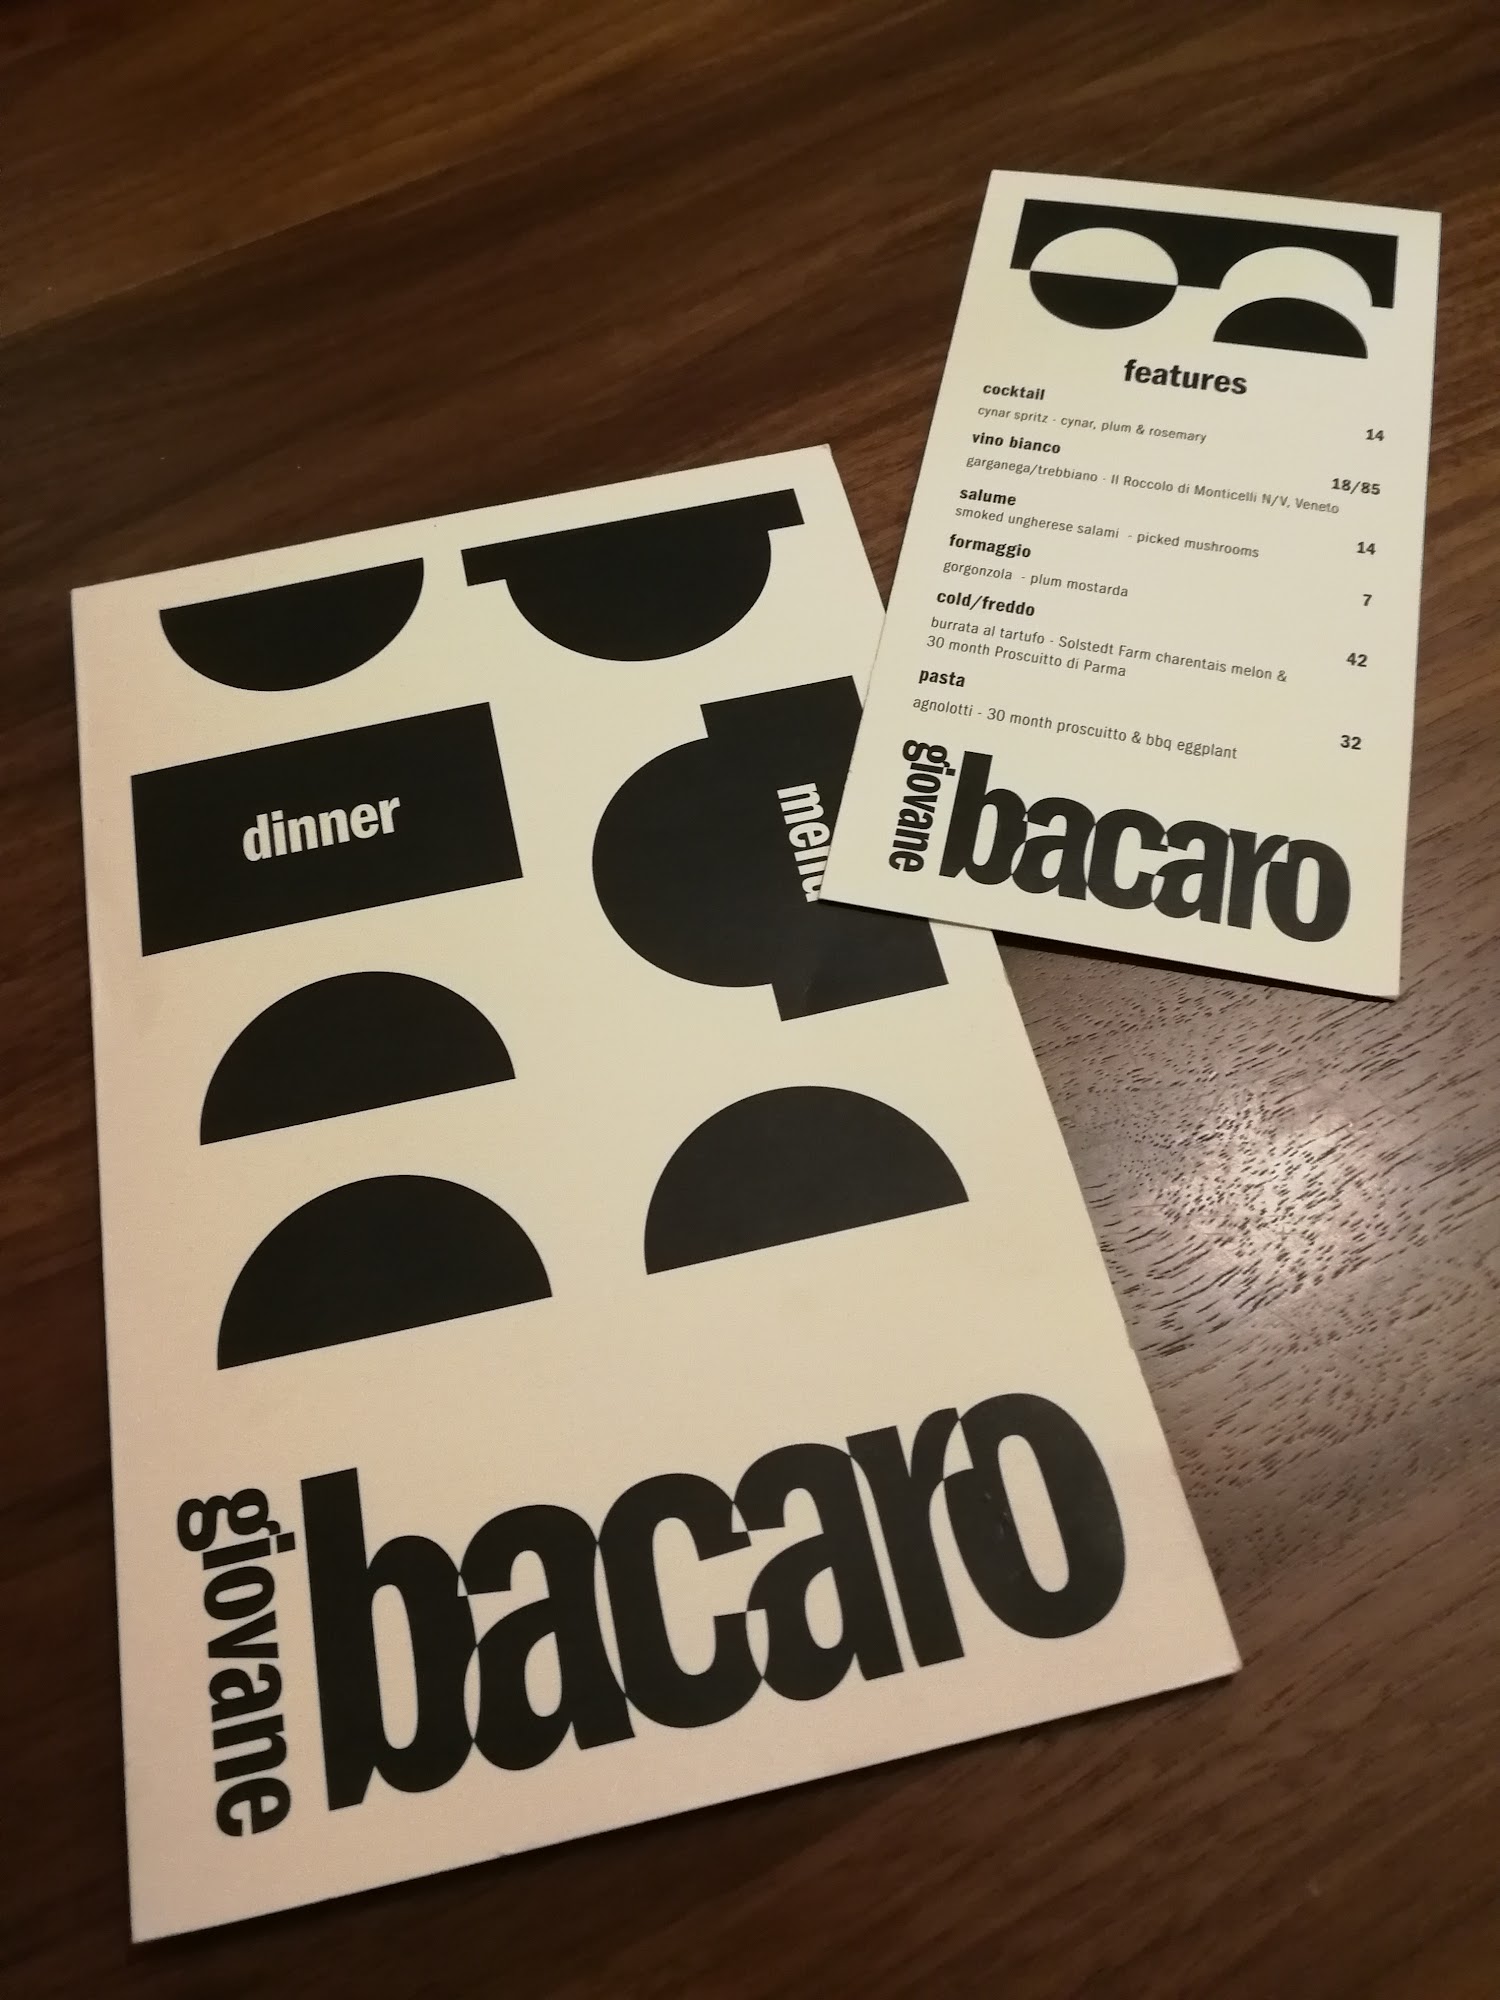 features
cocktail
cynar spritz - cynar, plum & rosemary 14
vino bianco
garganega/trebbiano - Il Roccolo di Monticelli N/V, Veneto 18/85
salume
smoked ungherese salami - picked mushrooms 14
formaggio
gorgonzola - plum mostarda 7
cold/freddo
burrata al tartufo - Solstedt Farm charentais melon & 42
30 month Proscuitto di Parma
pasta
agnolotti - 30 month proscuitto & bbq eggplant 32
giovane
bacaro
dinner
menu
giovane
bacaro